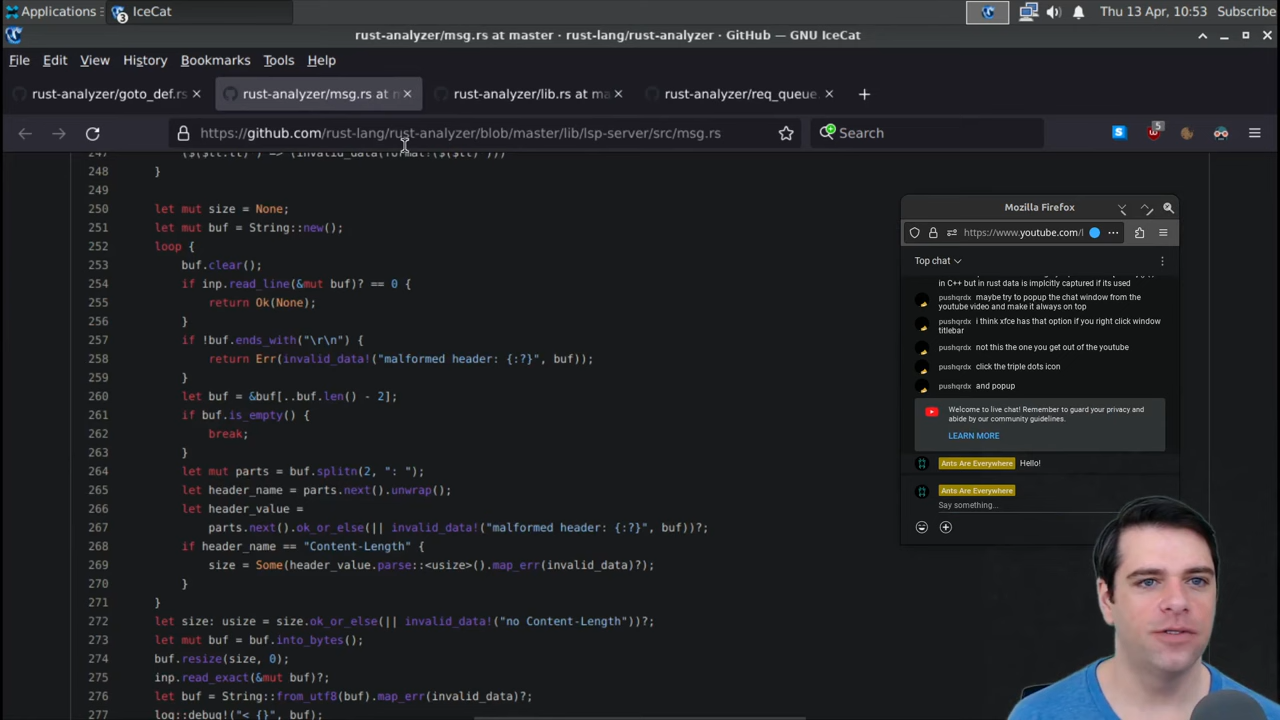 Applications
3
IceCat
Thu 13 Apr, 10:53
Subscribe
rust-analyzer/msg.rs at master · rust-lang/rust-analyzer · GitHub — GNU IceCat
File Edit View History Bookmarks Tools Help
rust-analyzer/goto_def.rs
rust-analyzer/msg.rs at m
rust-analyzer/lib.rs at ma
rust-analyzer/req_queue.
https://github.com/rust-lang/rust-analyzer/blob/master/lib/lsp-server/src/msg.rs
Search
5
248 }
249
250 let mut size = None;
251 let mut buf = String::new();
252 loop {
253 buf.clear();
254 if inp.read_line(&mut buf)? == 0 {
255 return Ok(None);
256 }
257 if !buf.ends_with("\r\n") {
258 return Err(invalid_data!("malformed header: {:?}", buf));
259 }
260 let buf = &buf[..buf.len() - 2];
261 if buf.is_empty() {
262 break;
263 }
264 let mut parts = buf.splitn(2, ": ");
265 let header_name = parts.next().unwrap();
266 let header_value =
267 parts.next().ok_or_else(|| invalid_data!("malformed header: {:?}", buf))?;
268 if header_name == "Content-Length" {
269 size = Some(header_value.parse::<usize>().map_err(invalid_data)?);
270 }
271 }
272 let size: usize = size.ok_or_else(|| invalid_data!("no Content-Length"))?;
273 let mut buf = buf.into_bytes();
274 buf.resize(size, 0);
275 inp.read_exact(&mut buf)?;
276 let buf = String::from_utf8(buf).map_err(invalid_data)?;
277 log::debug!("< {}", buf);
Mozilla Firefox
https://www.youtube.com/l
Top chat
in C++ but in rust data is implcitly captured if its used
pushqrdx maybe try to popup the chat window from the
youtube video and make it always on top
pushqrdx i think xfce has that option if you right click window
titlebar
pushqrdx not this the one you get out of the youtube
pushqrdx click the triple dots icon
pushqrdx and popup
Welcome to live chat! Remember to guard your privacy and
abide by our community guidelines.
LEARN MORE
Ants Are Everywhere Hello!
Ants Are Everywhere
Say something...